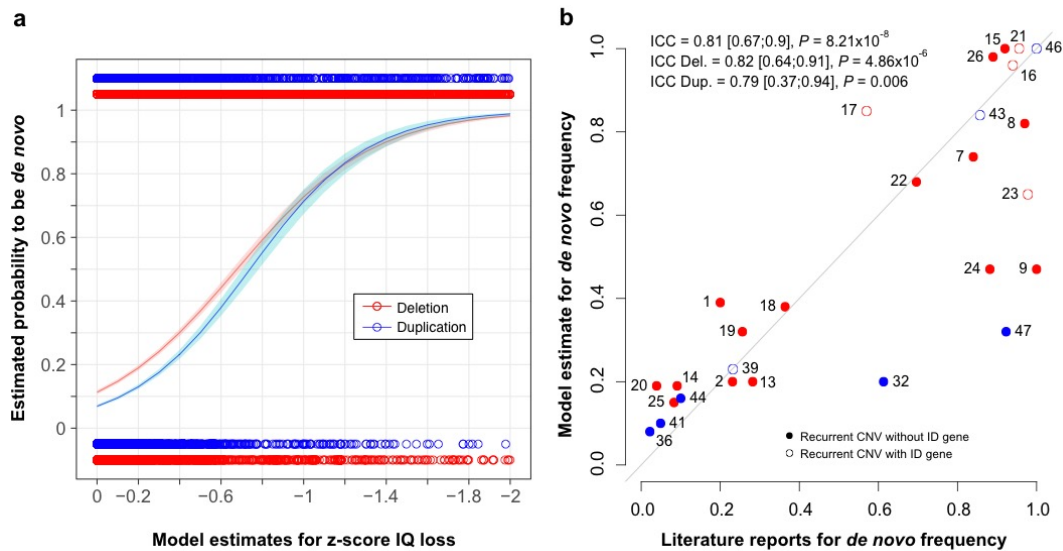 a
Estimated probability to be de novo
1
0.8
0.6
0.4
0.2
0
0 −0.2 −0.6 −1 −1.4 −1.8 −2
Deletion
Duplication
Model estimates for z-score IQ loss
b
ICC = 0.81 [0.67;0.9], P = 8.21x10-8
ICC Del. = 0.82 [0.64;0.91], P = 4.86x10-6
ICC Dup. = 0.79 [0.37;0.94], P = 0.006
Model estimate for de novo frequency
1.0
0.8
0.6
0.4
0.2
0.0
15 21 46
26
16
17
43
8
7
22
23
24 9
1
18
19
47
39
20 14
2 13
32
25 44
41
36
Recurrent CNV without ID gene
Recurrent CNV with ID gene
0.0 0.2 0.4 0.6 0.8 1.0
Literature reports for de novo frequency